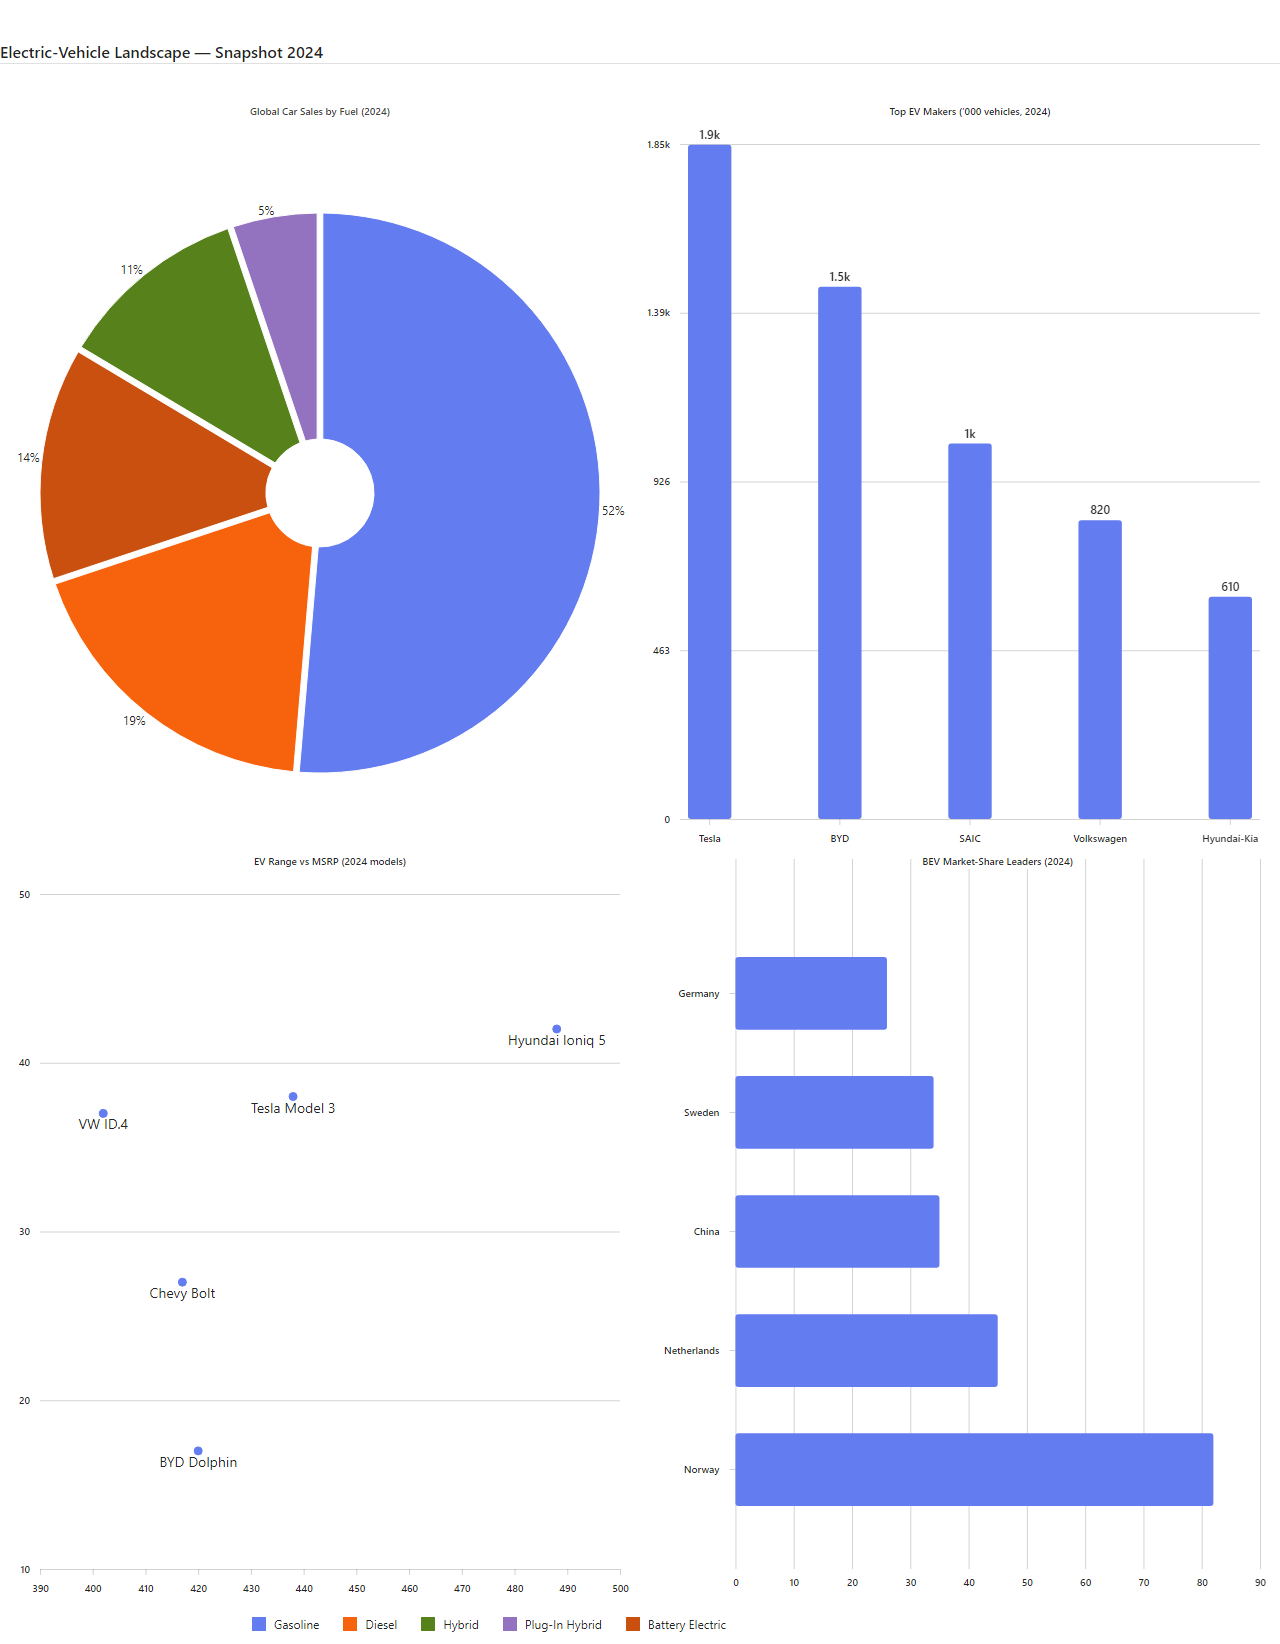 Electric-Vehicle Landscape — Snapshot 2024
Global Car Sales by Fuel (2024)
5%
11%
14%
52%
19%
Top EV Makers ('000 vehicles, 2024)
1.9k
1.85k
1.5k
1.39k
1k
926
820
610
463
0
Tesla BYD SAIC Volkswagen Hyundai-Kia
EV Range vs MSRP (2024 models)
50
Hyundai Ioniq 5
40
Tesla Model 3
VW ID.4
30
Chevy Bolt
20
BYD Dolphin
10
390 400 410 420 430 440 450 460 470 480 490 500
BEV Market-Share Leaders (2024)
Germany
Sweden
China
Netherlands
Norway
0 10 20 30 40 50 60 70 80 90
Gasoline Diesel Hybrid Plug-In Hybrid Battery Electric